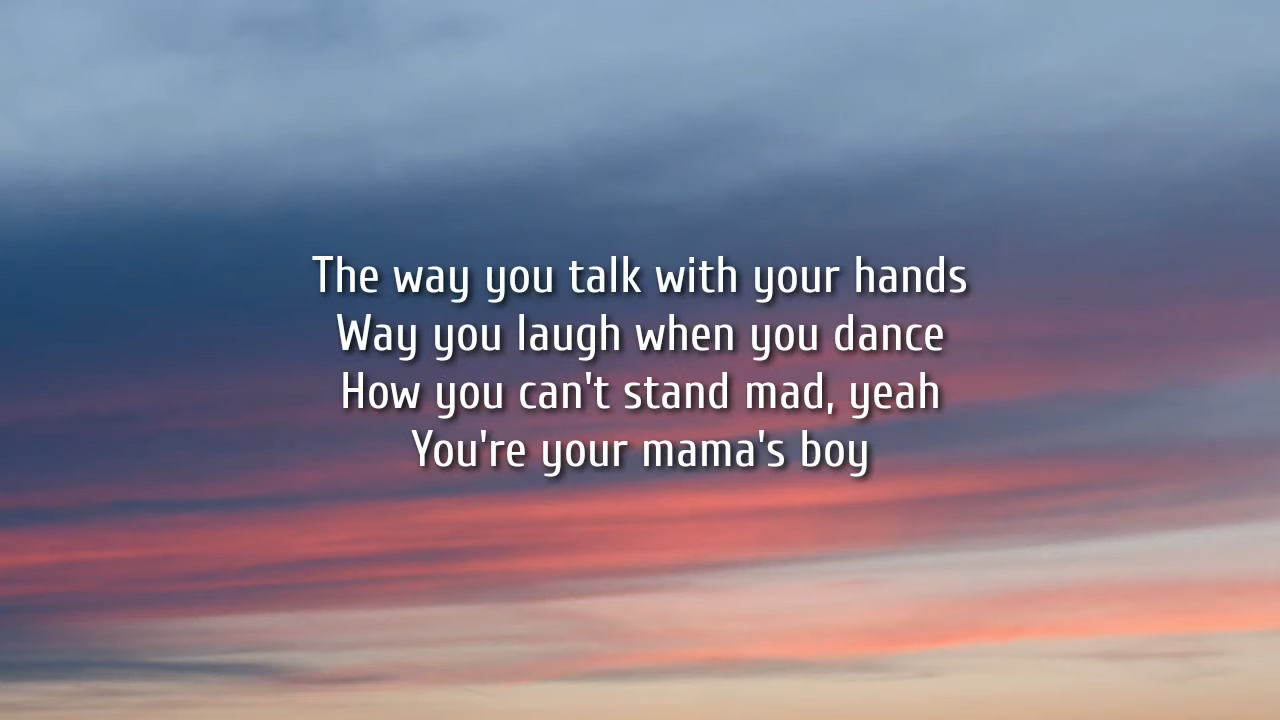 The way you talk with your hands
Way you laugh when you dance
How you can't stand mad, yeah
You're your mama's boy